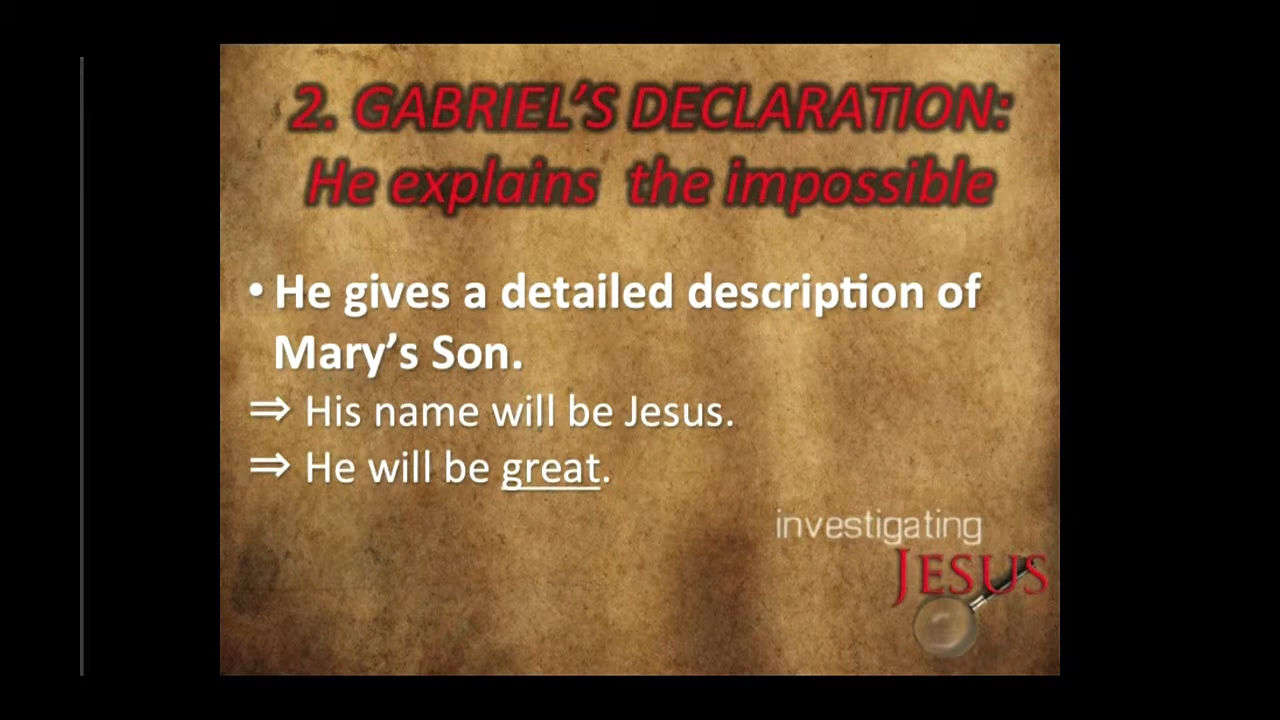 2. GABRIEL’S DECLARATION:
He explains the impossible
• He gives a detailed description of
Mary’s Son.
⇒ His name will be Jesus.
⇒ He will be great.
investigating
JESUS